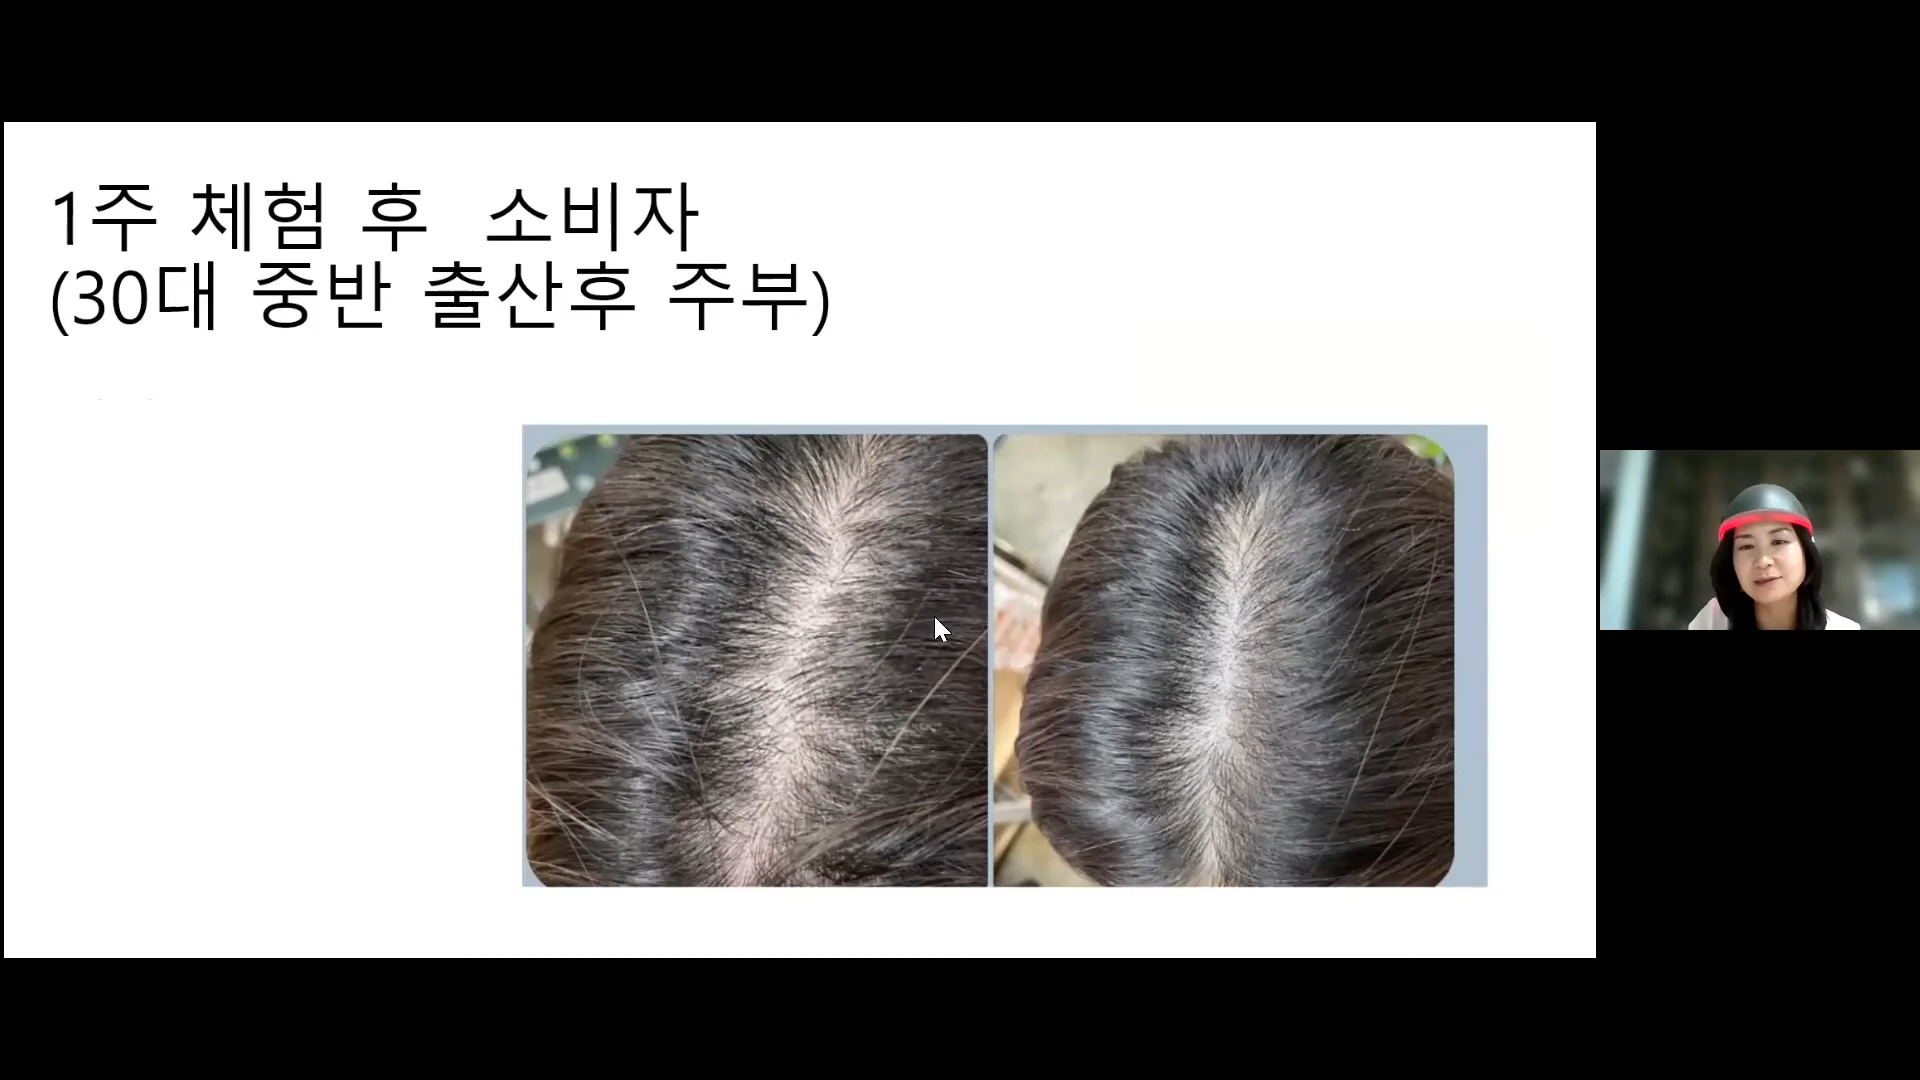 1주 체험 후 소비자
(30대 중반 출산후 주부)